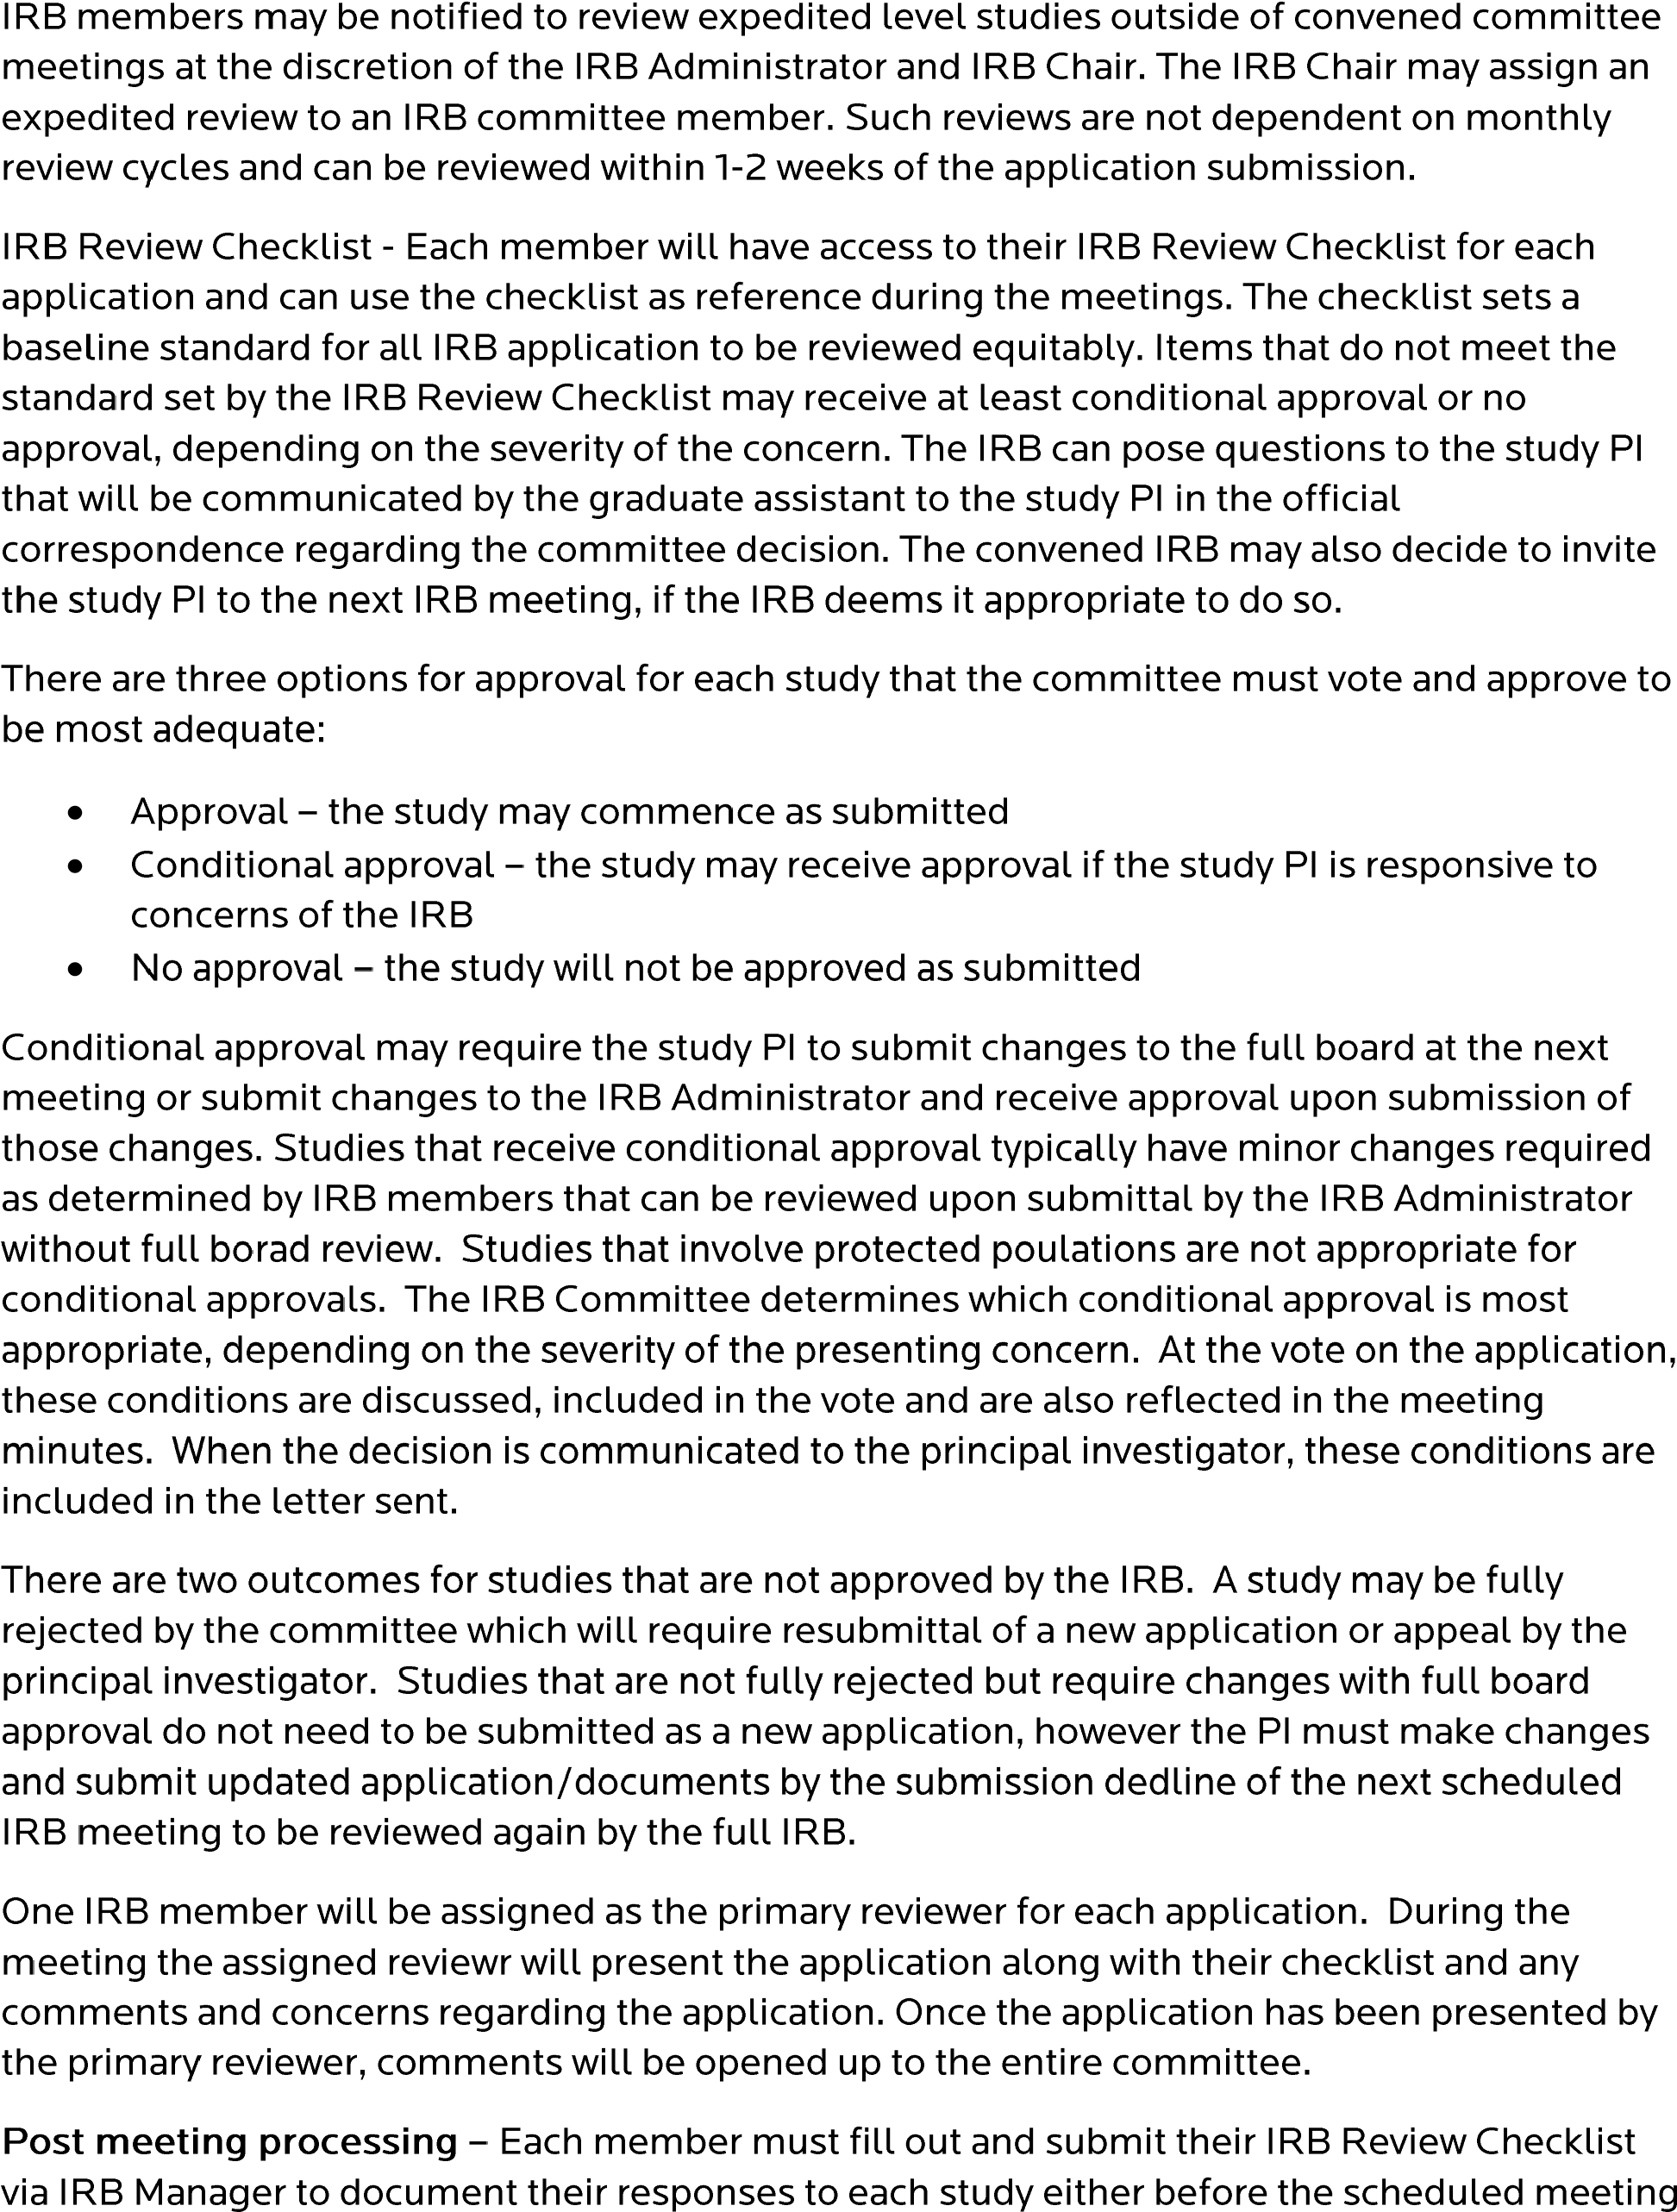 IRB members may be notified to review expedited level studies outside of convened committee
meetings at the discretion of the IRB Administrator and IRB Chair. The IRB Chair may assign an
expedited review to an IRB committee member. Such reviews are not dependent on monthly
review cycles and can be reviewed within 1-2 weeks of the application submission.
IRB Review Checklist - Each member will have access to their IRB Review Checklist for each
application and can use the checklist as reference during the meetings. The checklist sets a
baseline standard for all IRB application to be reviewed equitably. Items that do not meet the
standard set by the IRB Review Checklist may receive at least conditional approval or no
approval, depending on the severity of the concern. The IRB can pose questions to the study PI
that will be communicated by the graduate assistant to the study PI in the official
correspondence regarding the committee decision. The convened IRB may also decide to invite
the study PI to the next IRB meeting, if the IRB deems it appropriate to do so.
There are three options for approval for each study that the committee must vote and approve to
be most adequate:
• Approval – the study may commence as submitted
• Conditional approval – the study may receive approval if the study PI is responsive to
concerns of the IRB
• No approval – the study will not be approved as submitted
Conditional approval may require the study PI to submit changes to the full board at the next
meeting or submit changes to the IRB Administrator and receive approval upon submission of
those changes. Studies that receive conditional approval typically have minor changes required
as determined by IRB members that can be reviewed upon submittal by the IRB Administrator
without full borad review.  Studies that involve protected poulations are not appropriate for
conditional approvals.  The IRB Committee determines which conditional approval is most
appropriate, depending on the severity of the presenting concern.  At the vote on the application,
these conditions are discussed, included in the vote and are also reflected in the meeting
minutes.  When the decision is communicated to the principal investigator, these conditions are
included in the letter sent.
There are two outcomes for studies that are not approved by the IRB.  A study may be fully
rejected by the committee which will require resubmittal of a new application or appeal by the
principal investigator.  Studies that are not fully rejected but require changes with full board
approval do not need to be submitted as a new application, however the PI must make changes
and submit updated application/documents by the submission dedline of the next scheduled
IRB meeting to be reviewed again by the full IRB.
One IRB member will be assigned as the primary reviewer for each application.  During the
meeting the assigned reviewr will present the application along with their checklist and any
comments and concerns regarding the application. Once the application has been presented by
the primary reviewer, comments will be opened up to the entire committee.
Post meeting processing – Each member must fill out and submit their IRB Review Checklist
via IRB Manager to document their responses to each study either before the scheduled meeting